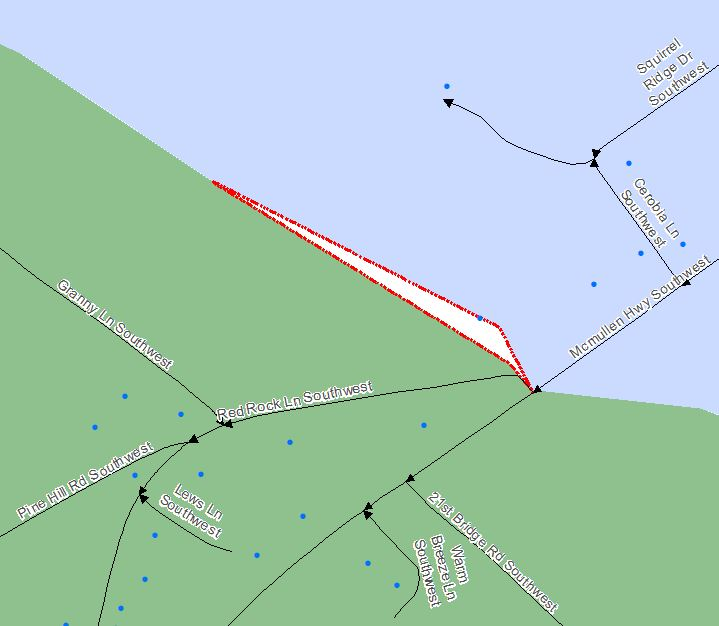 Squirrel
Ridge Dr
Southwest
Cerobia Ln
Southwest
Mcmullen Hwy Southwest
Granny Ln Southwest
Red Rock Ln Southwest
Pine Hill Rd Southwest
Lews Ln
Southwest
21st Bridge Rd Southwest
Warm
Breeze Ln
Southwest